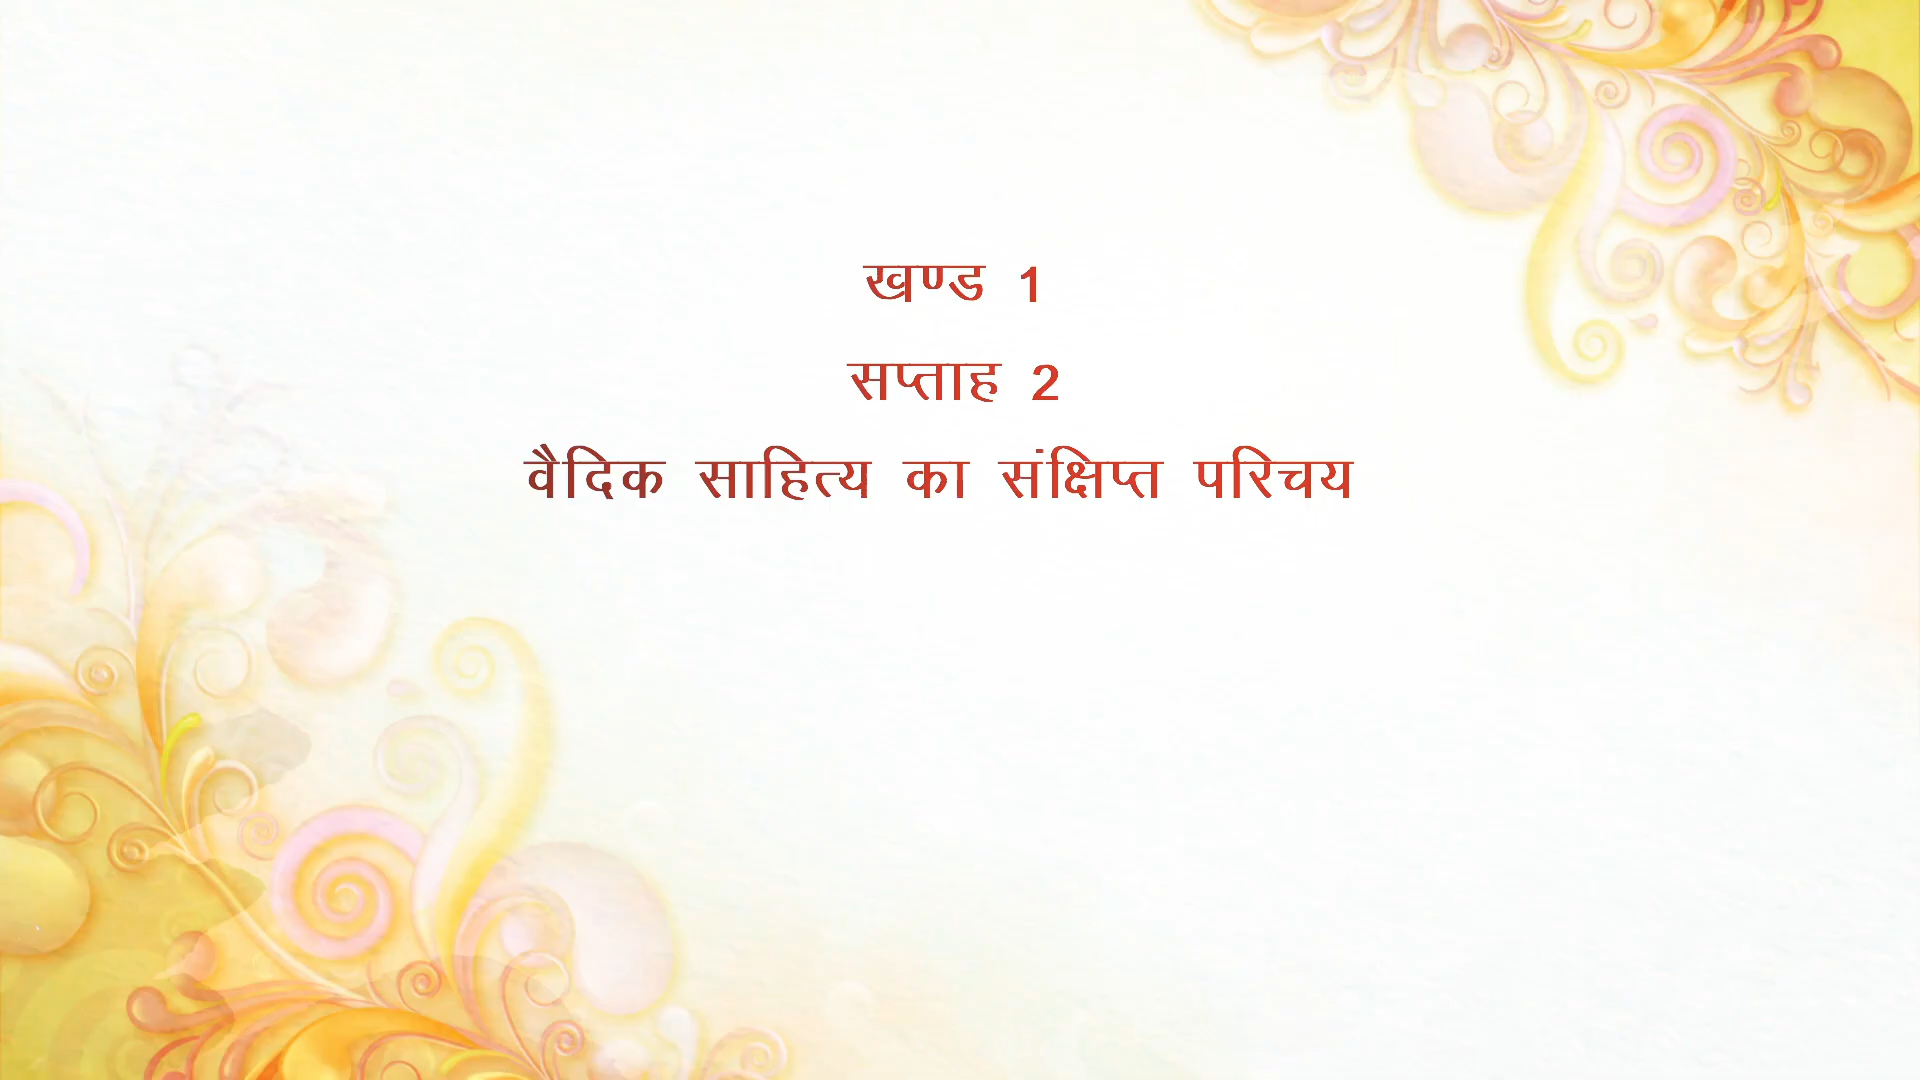 खण्ड 1
सप्ताह 2
वैदिक साहित्य का संक्षिप्त परिचय